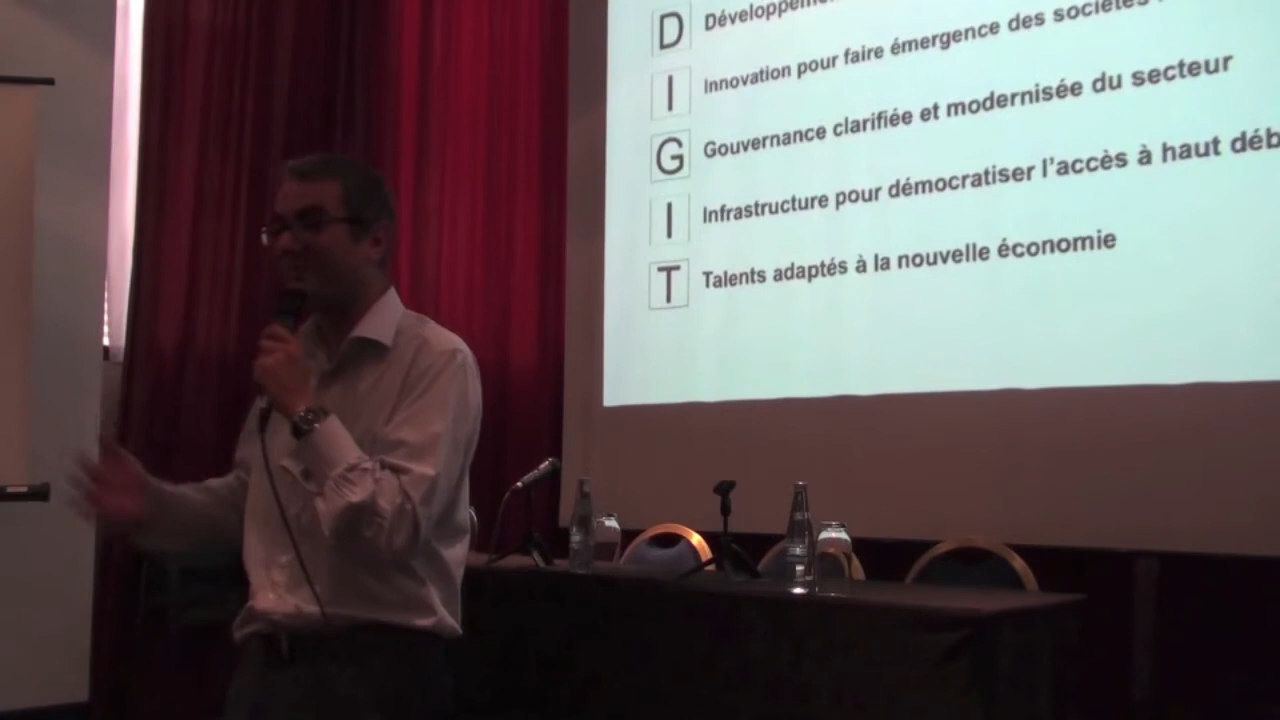 D Développeme
I Innovation pour faire émergence des sociétés
G Gouvernance clarifiée et modernisée du secteur
I Infrastructure pour démocratiser l'accès à haut déb
T Talents adaptés à la nouvelle économie